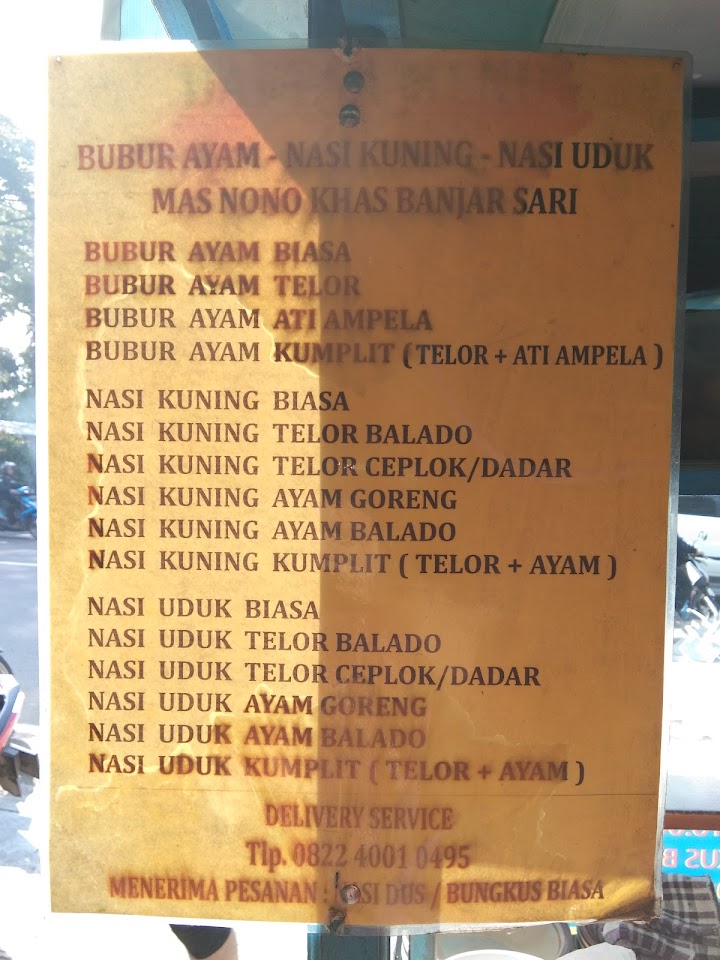 BUBUR AYAM - NASI KUNING - NASI UDUK
MAS NONO KHAS BANJAR SARI
BUBUR AYAM BIASA
BUBUR AYAM TELOR
BUBUR AYAM ATI AMPELA
BUBUR AYAM KUMPLIT ( TELOR + ATI AMPELA )
NASI KUNING BIASA
NASI KUNING TELOR BALADO
NASI KUNING TELOR CEPLOK/DADAR
NASI KUNING AYAM GORENG
NASI KUNING AYAM BALADO
NASI KUNING KUMPLIT ( TELOR + AYAM )
NASI UDUK BIASA
NASI UDUK TELOR BALADO
NASI UDUK TELOR CEPLOK/DADAR
NASI UDUK AYAM GORENG
NASI UDUK AYAM BALADO
NASI UDUK KUMPLIT ( TELOR + AYAM )
DELIVERY SERVICE
Tlp. 0822 4001 0495
MENERIMA PESANAN : NASI DUS / BUNGKUS BIASA